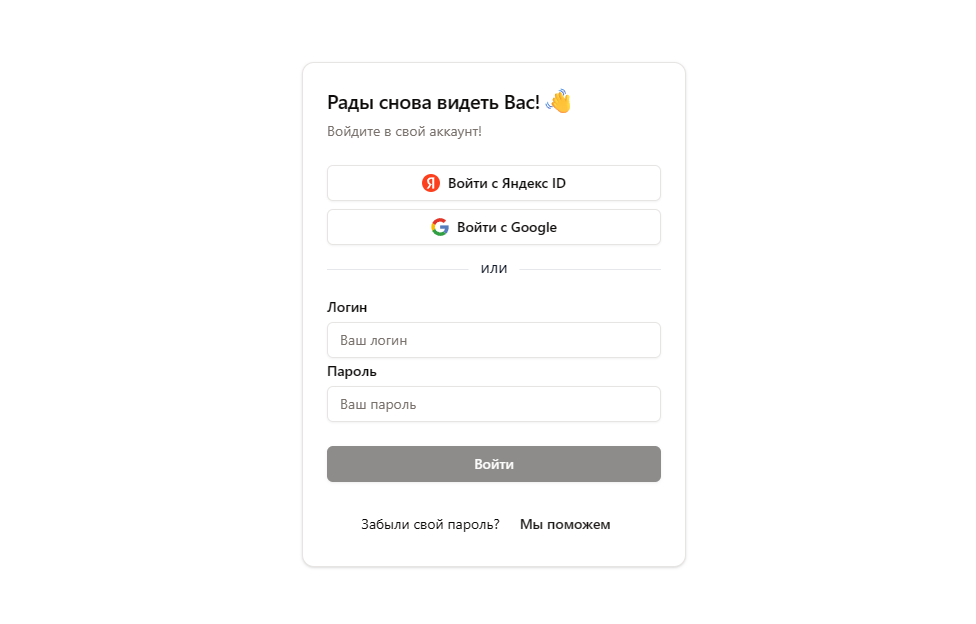 Рады снова видеть Вас! 👋
Войдите в свой аккаунт!
Я Войти с Яндекс ID
G Войти с Google
или
Логин
Ваш логин
Пароль
Ваш пароль
Войти
Забыли свой пароль? Мы поможем